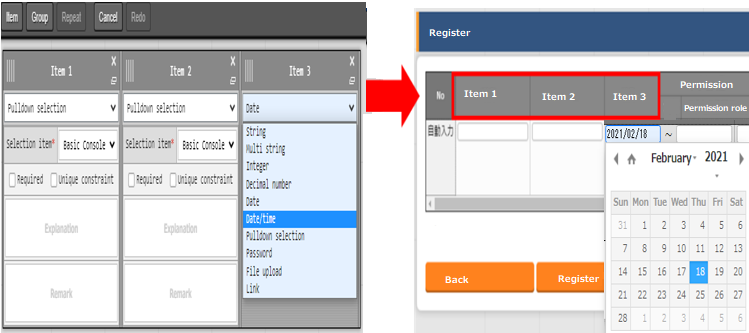 Item Group Repeat Cancel Redo
Item 1 X
Item 2 X
Item 3 X
Pulldown selection
Pulldown selection
Date
Selection item* Basic Console
Selection item* Basic Console
Required Unique constraint
Required Unique constraint
Explanation
Explanation
Remark
Remark
String
Multi string
Integer
Decimal number
Date
Date/time
Pulldown selection
Password
File upload
Link
Register
No Item 1 Item 2 Item 3 Permission
Permission role
自動入力 2021/02/18 ~
February 2021
Sun Mon Tue Wed Thu Fri Sat
31 1 2 3 4 5 6
7 8 9 10 11 12 13
14 15 16 17 18 19 20
21 22 23 24 25 26 27
28 1 2 3 4 5 6
Back Register